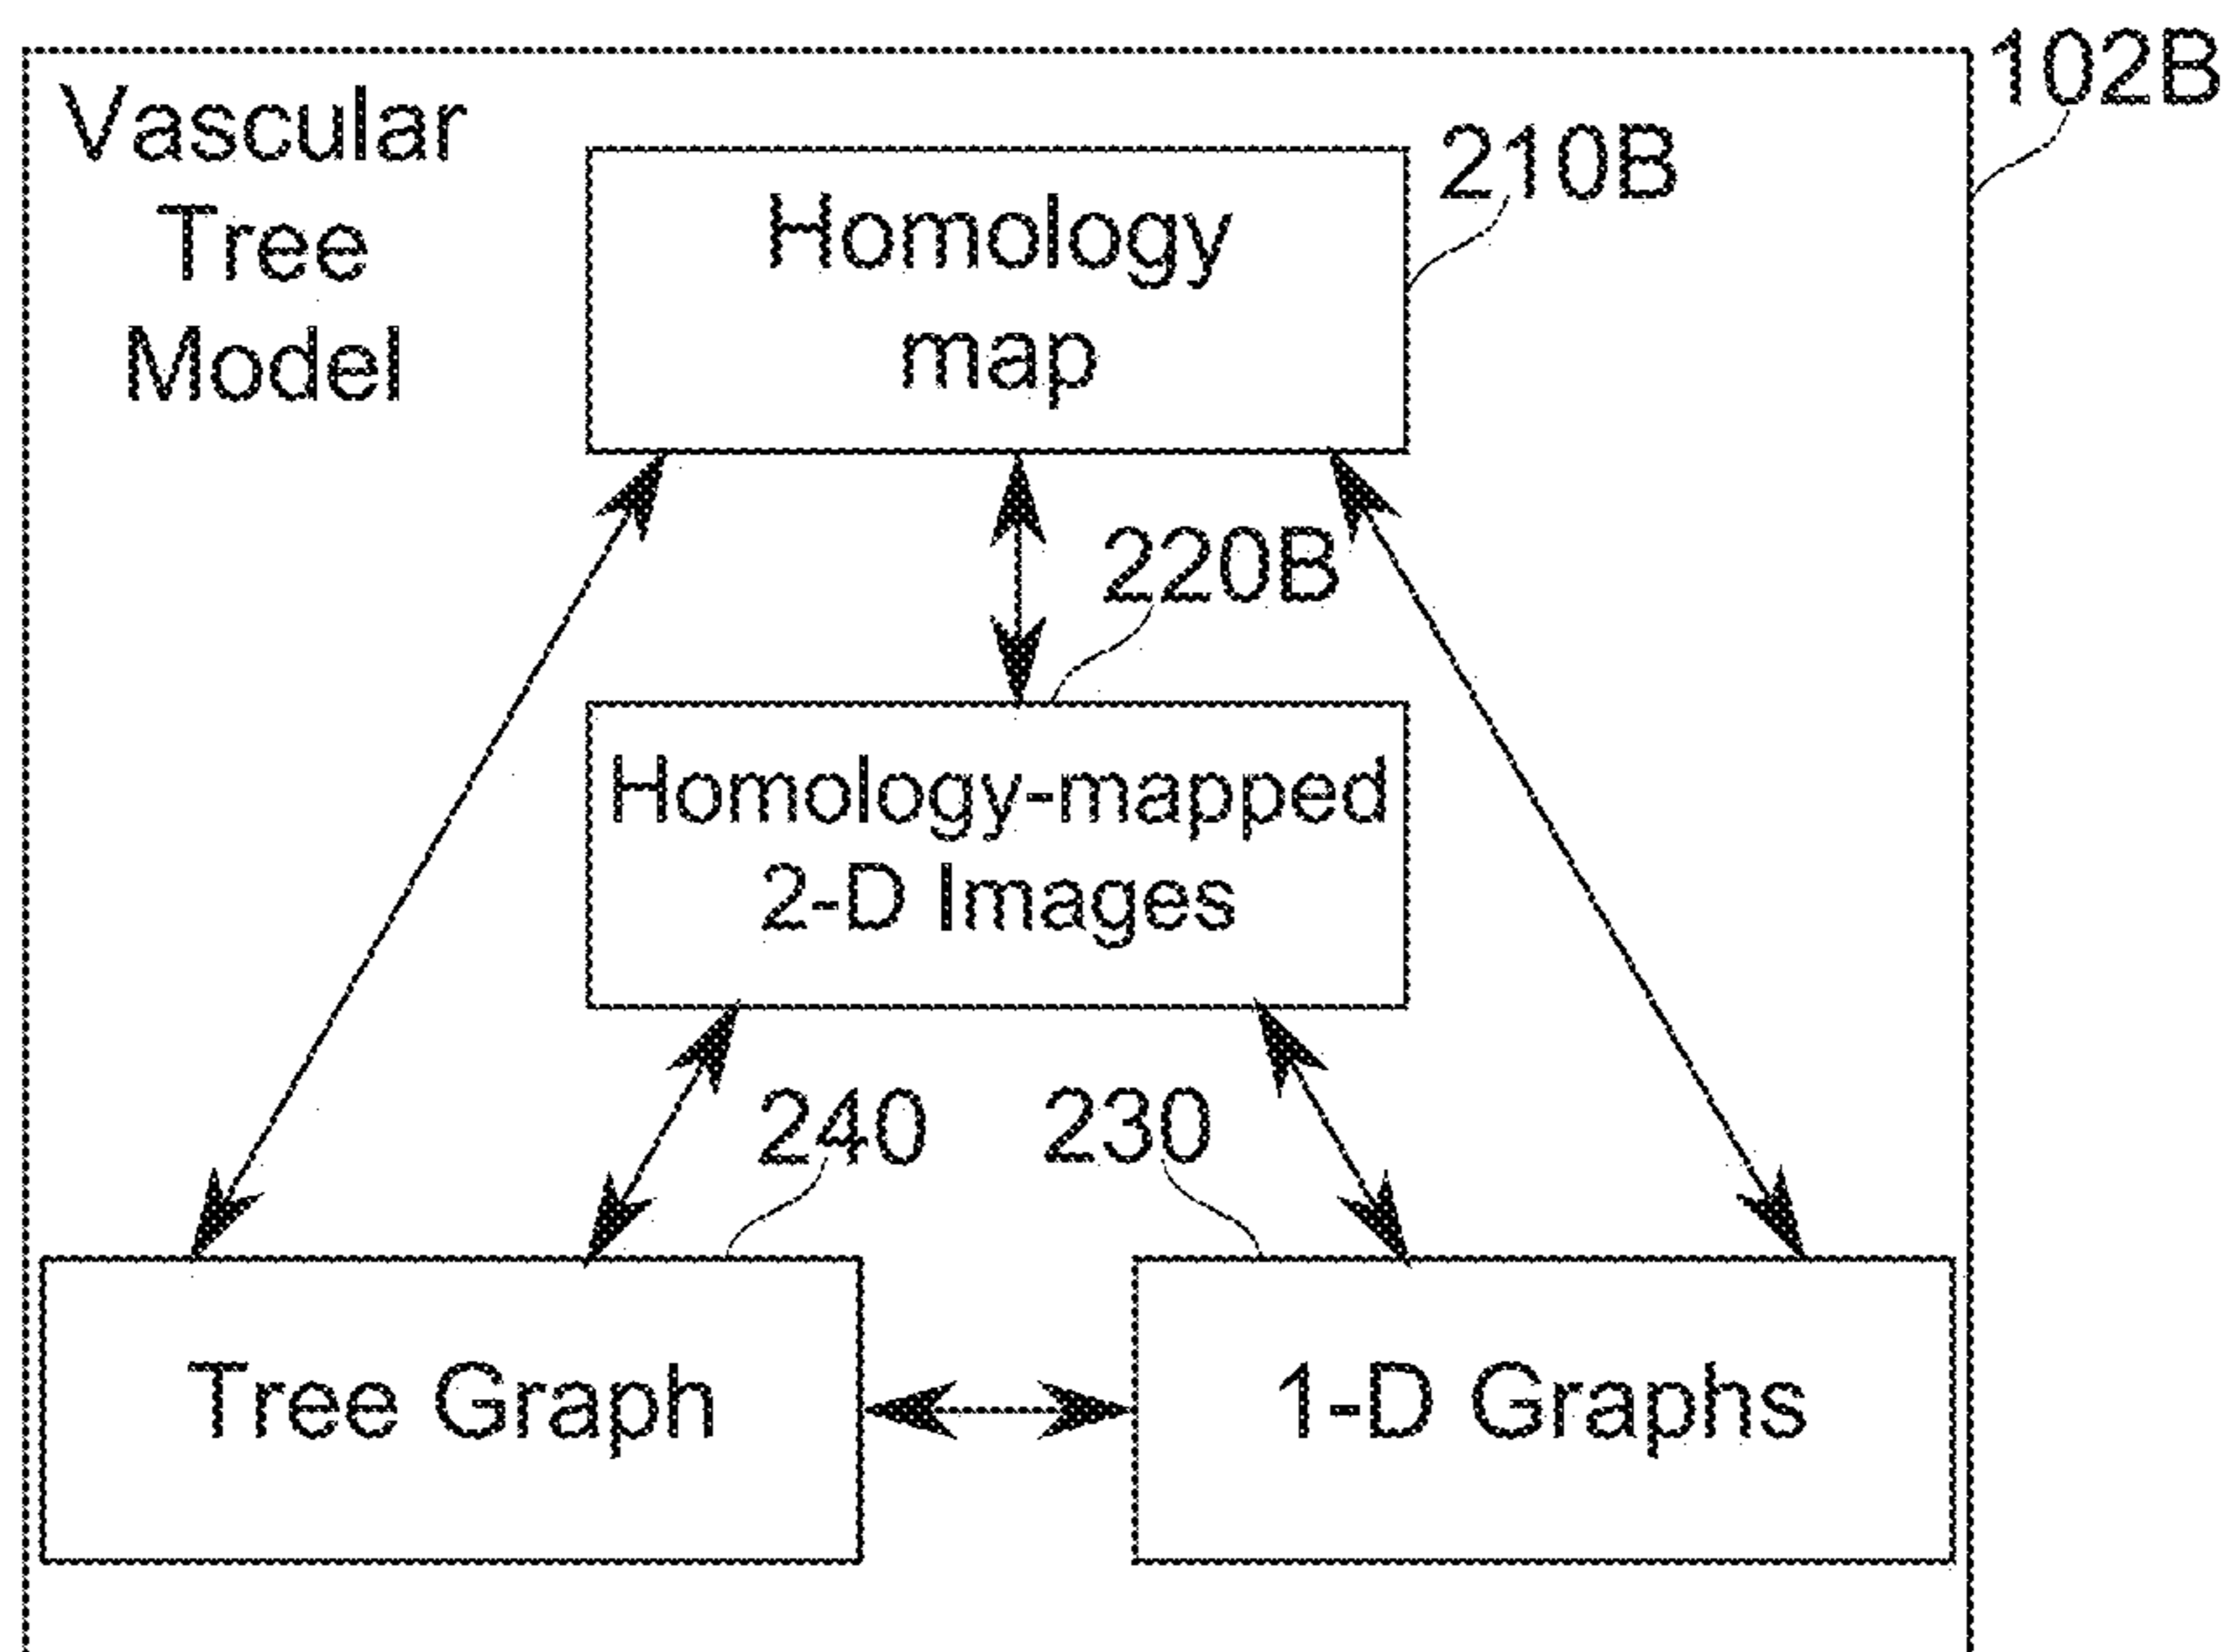 102B
Vascular
Tree
Model
210B
Homology
map
220B
Homology-mapped
2-D Images
240
230
Tree Graph
1-D Graphs